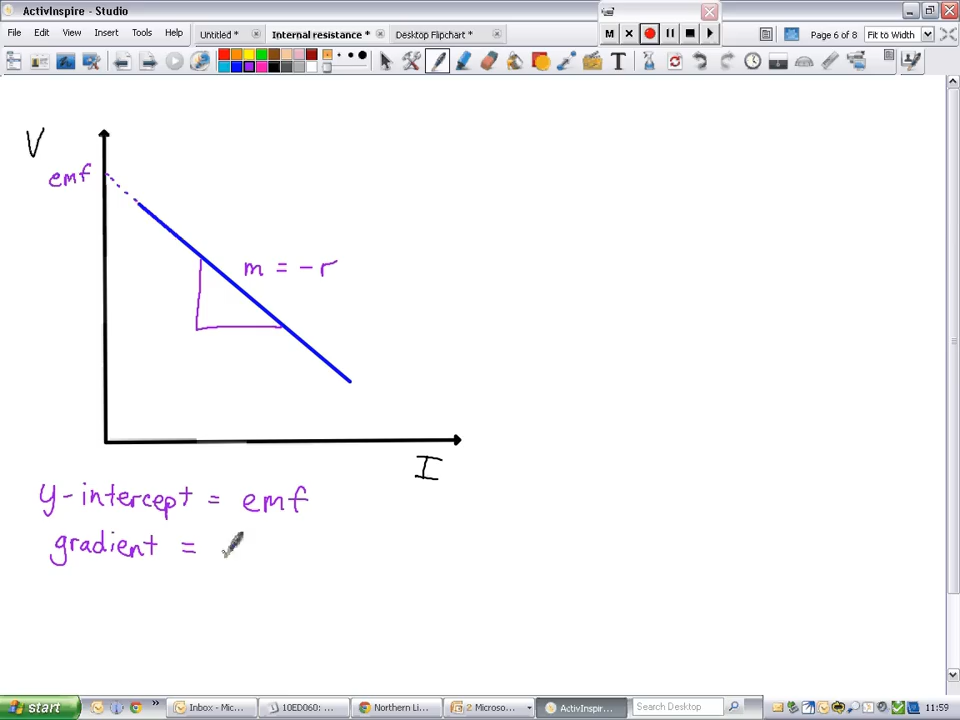 ActivInspire - Studio
File Edit View Insert Tools Help Untitled * Internal resistance * Desktop Flipchart * Page 6 of 8 Fit to Width
M
T
V
emf
m = - r
I
y-intercept = emf
gradient =
start Inbox - Mic... 10ED060: ... Northern Li... 2 Microso... ActivInspir... Search Desktop 11:59